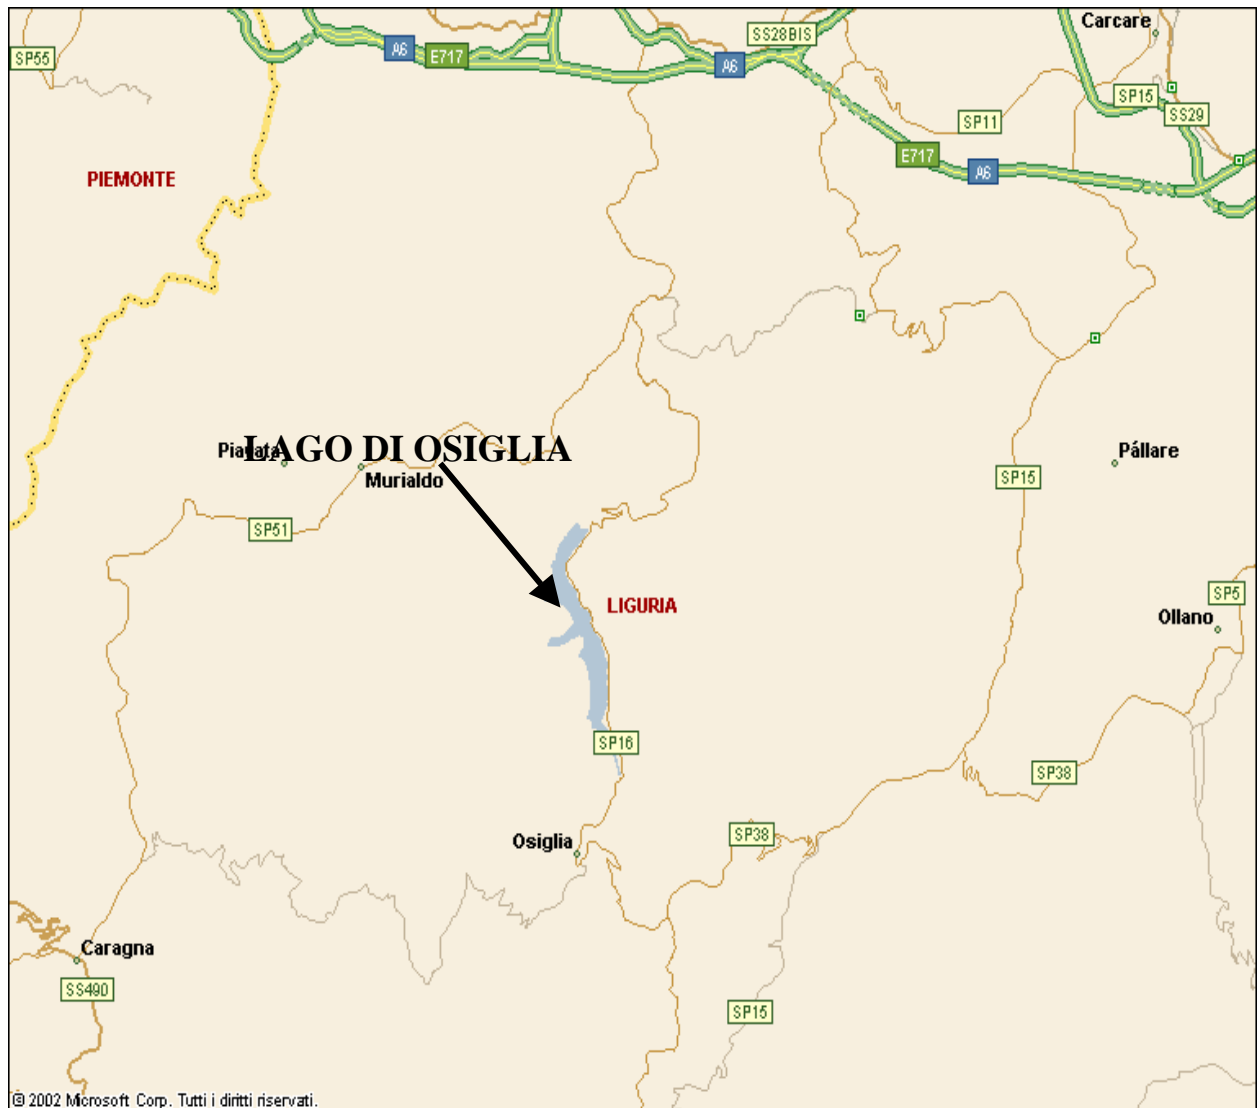 Carcare
A6
E717
SS28BIS
A6
SP55
SP15
SS29
SP11
E717
A6
PIEMONTE
LAGO DI OSIGLIA
Murialdo
Pállare
SP15
SP51
SP5
LIGURIA
Ollano
SP16
SP38
SP38
Osiglia
Caragna
SS490
SP15
© 2002 Microsoft Corp. Tutti i diritti riservati.